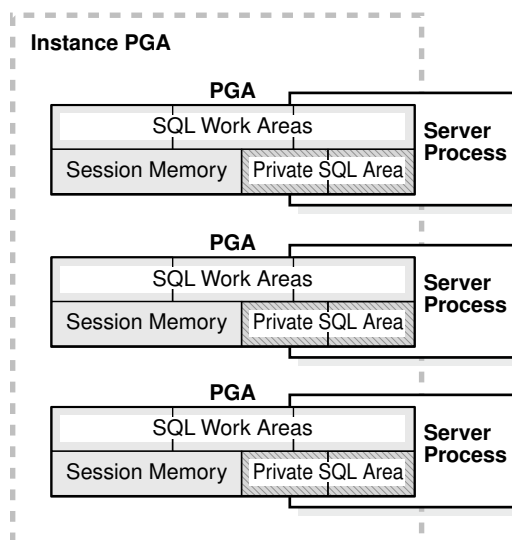 Instance PGA
PGA
SQL Work Areas
Server
Process
Session Memory
Private SQL Area
PGA
SQL Work Areas
Server
Process
Session Memory
Private SQL Area
PGA
SQL Work Areas
Server
Process
Session Memory
Private SQL Area